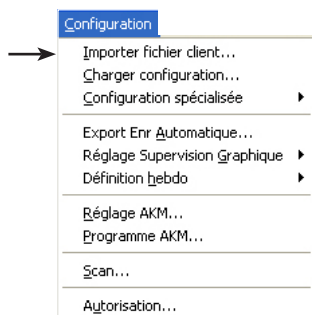 Configuration
Importer fichier client...
Charger configuration...
Configuration spécialisée
Export Enr Automatique...
Réglage Supervision Graphique
Définition hebdo
Réglage AKM...
Programme AKM...
Scan...
Autorisation...